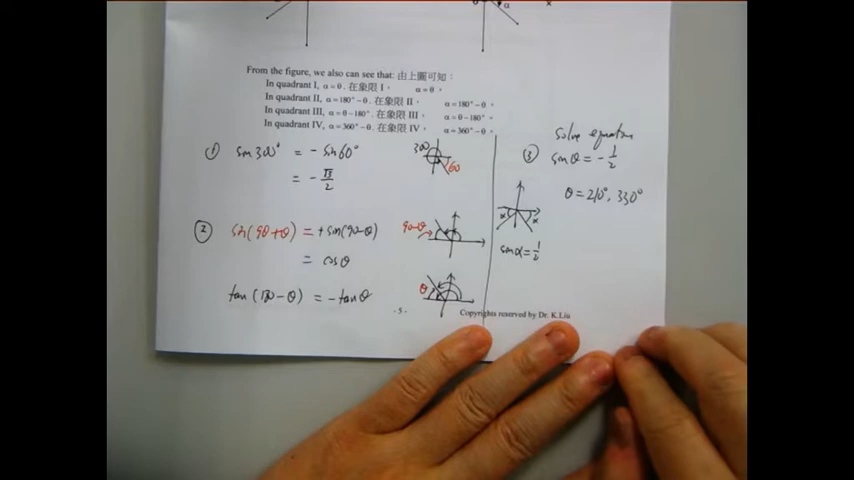 α
x
From the figure, we also can see that: 由上圖可知：
In quadrant I, α = θ . 在象限 I， α = θ 。
In quadrant II, α = 180° - θ . 在象限 II， α = 180° - θ 。
In quadrant III, α = θ - 180° . 在象限 III， α = θ - 180° 。
In quadrant IV, α = 360° - θ . 在象限 IV， α = 360° - θ 。
① sin 300° = - sin 60°
= - √3/2
300
60
② sin(90+θ) = + sin(90-θ)
= cosθ
90-θ
tan (180 - θ) = - tanθ
θ
Solve equation
③ sinθ = - 1/2
θ = 210°, 330°
α α
sinα = 1/2
- 5 -
Copyrights reserved by Dr. K.Liu